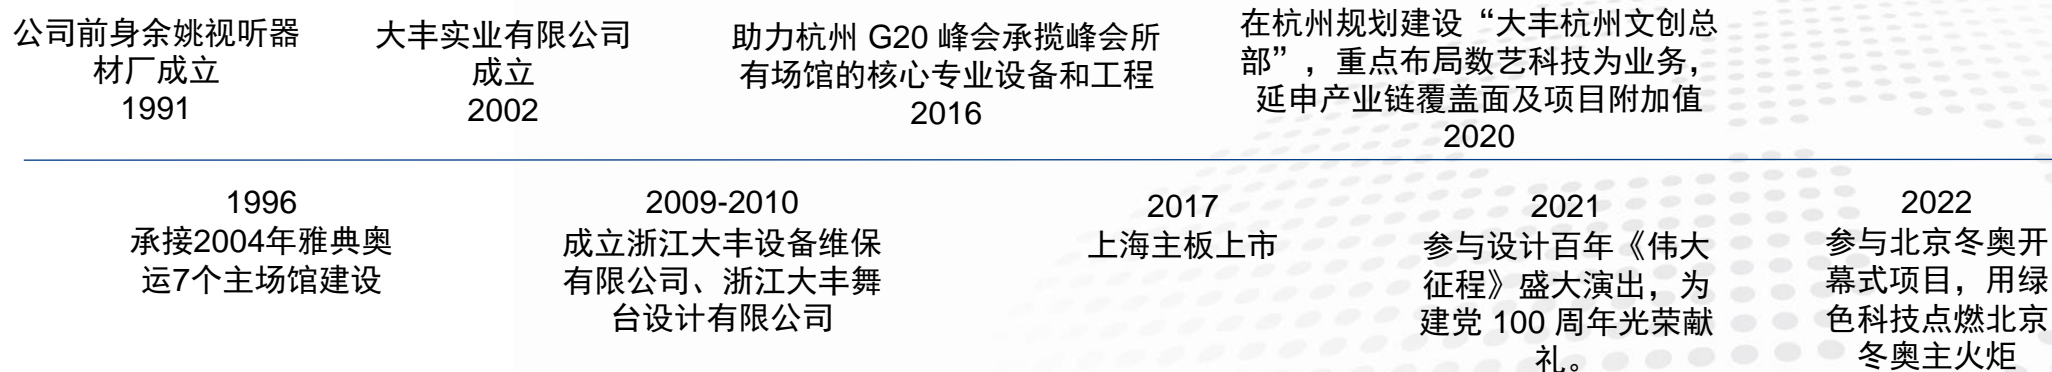 公司前身余姚视听器
材厂成立
1991
大丰实业有限公司
成立
2002
助力杭州 G20 峰会承揽峰会所
有场馆的核心专业设备和工程
2016
在杭州规划建设“大丰杭州文创总
部”，重点布局数艺科技为业务，
延申产业链覆盖面及项目附加值
2020
1996
承接2004年雅典奥
运7个主场馆建设
2009-2010
成立浙江大丰设备维保
有限公司、浙江大丰舞
台设计有限公司
2017
上海主板上市
2021
参与设计百年《伟大
征程》盛大演出，为
建党 100 周年光荣献
礼。
2022
参与北京冬奥开
幕式项目，用绿
色科技点燃北京
冬奥主火炬